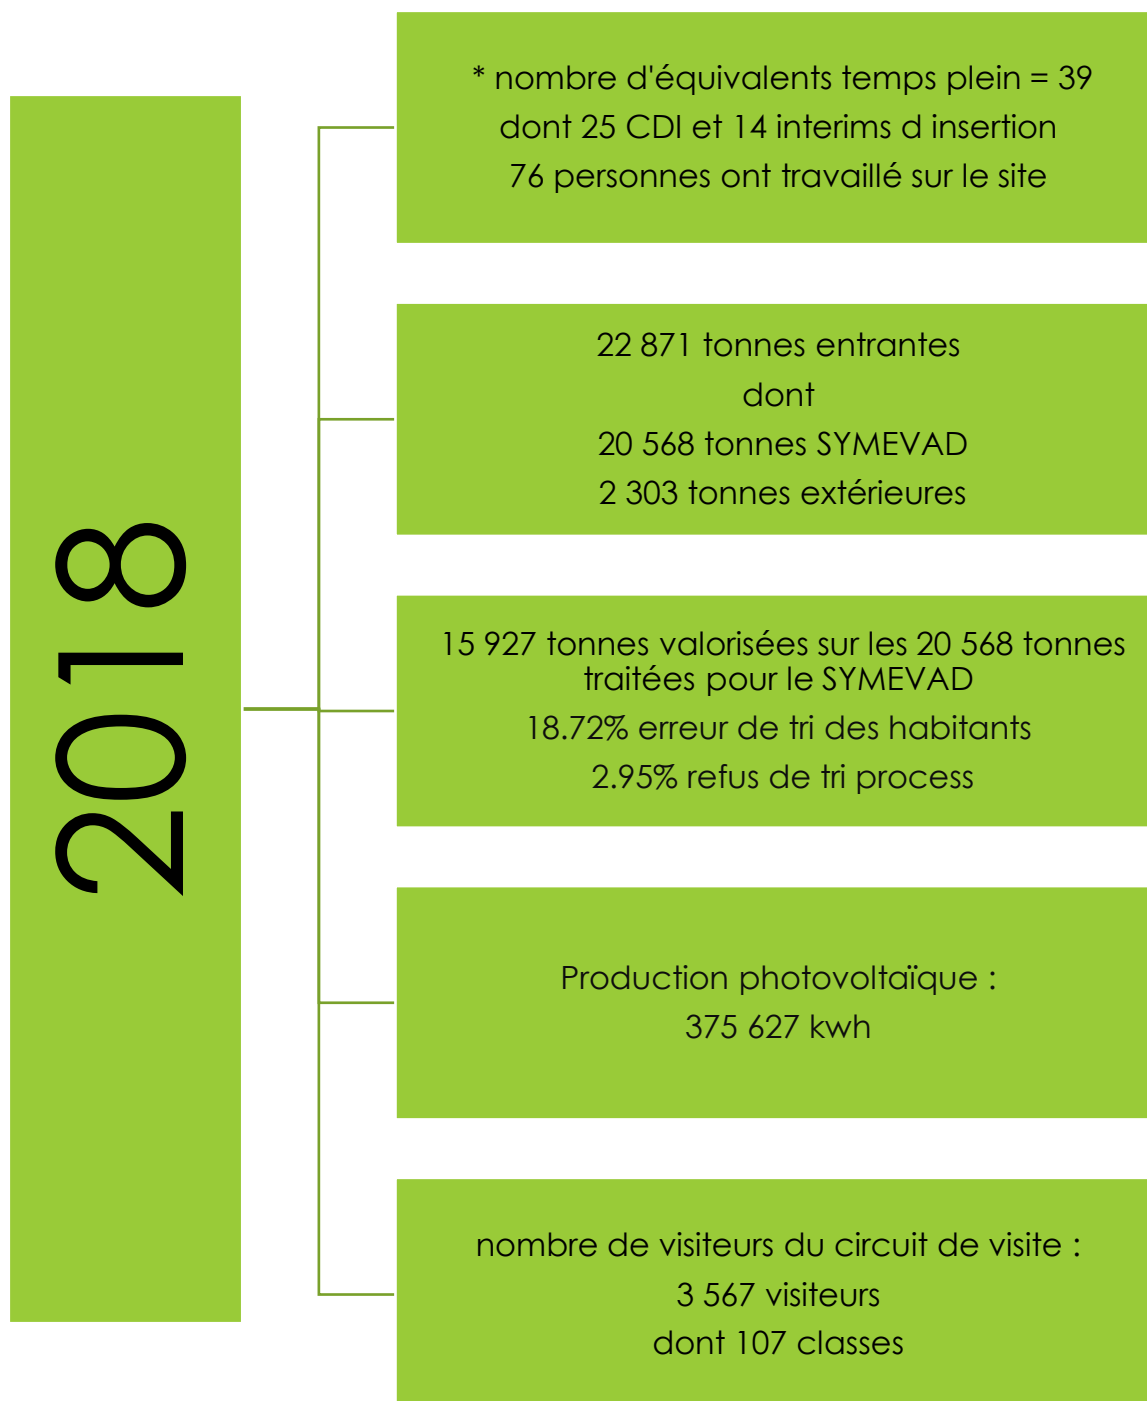 2018
* nombre d'équivalents temps plein = 39
dont 25 CDI et 14 interims d insertion
76 personnes ont travaillé sur le site
22 871 tonnes entrantes
dont
20 568 tonnes SYMEVAD
2 303 tonnes extérieures
15 927 tonnes valorisées sur les 20 568 tonnes
traitées pour le SYMEVAD
18.72% erreur de tri des habitants
2.95% refus de tri process
Production photovoltaïque :
375 627 kwh
nombre de visiteurs du circuit de visite :
3 567 visiteurs
dont 107 classes